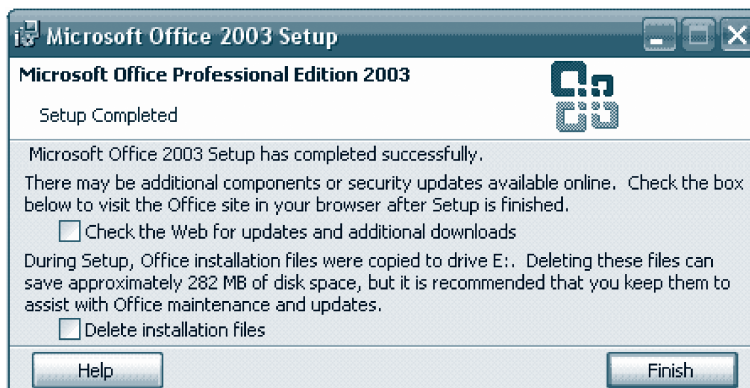 Microsoft Office 2003 Setup
Microsoft Office Professional Edition 2003
Setup Completed
Microsoft Office 2003 Setup has completed successfully.
There may be additional components or security updates available online. Check the box
below to visit the Office site in your browser after Setup is finished.
Check the Web for updates and additional downloads
During Setup, Office installation files were copied to drive E:. Deleting these files can
save approximately 282 MB of disk space, but it is recommended that you keep them to
assist with Office maintenance and updates.
Delete installation files
Help
Finish